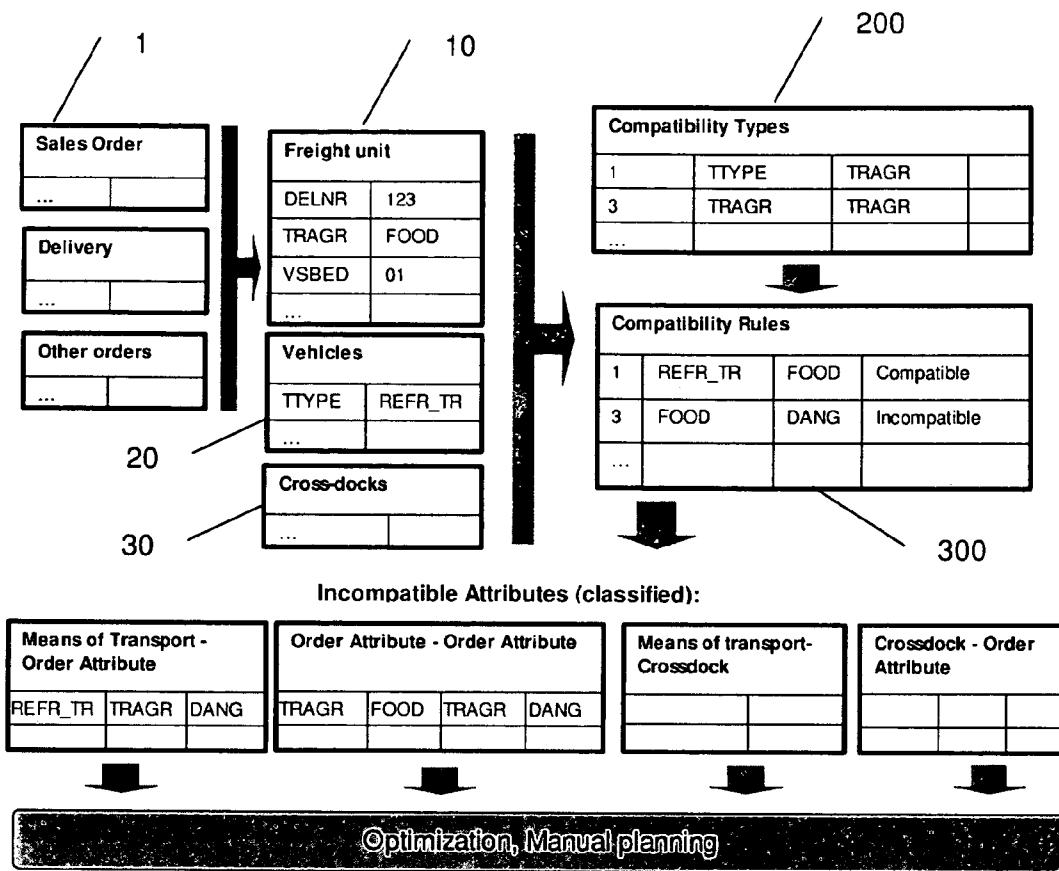 1
10
200
Sales Order
...
Delivery
...
Other orders
...
Freight unit
DELNR 123
TRAGR FOOD
VSBED 01
...
Vehicles
TTYPE REFR_TR
...
20
Cross-docks
...
30
Compatibility Types
1 TTYPE TRAGR
3 TRAGR TRAGR
...
Compatibility Rules
1 REFR_TR FOOD Compatible
3 FOOD DANG Incompatible
...
300
Incompatible Attributes (classified):
Means of Transport -
Order Attribute
REFR_TR TRAGR DANG
Order Attribute - Order Attribute
TRAGR FOOD TRAGR DANG
Means of transport-
Crossdock
Crossdock - Order
Attribute
Optimization, Manual planning